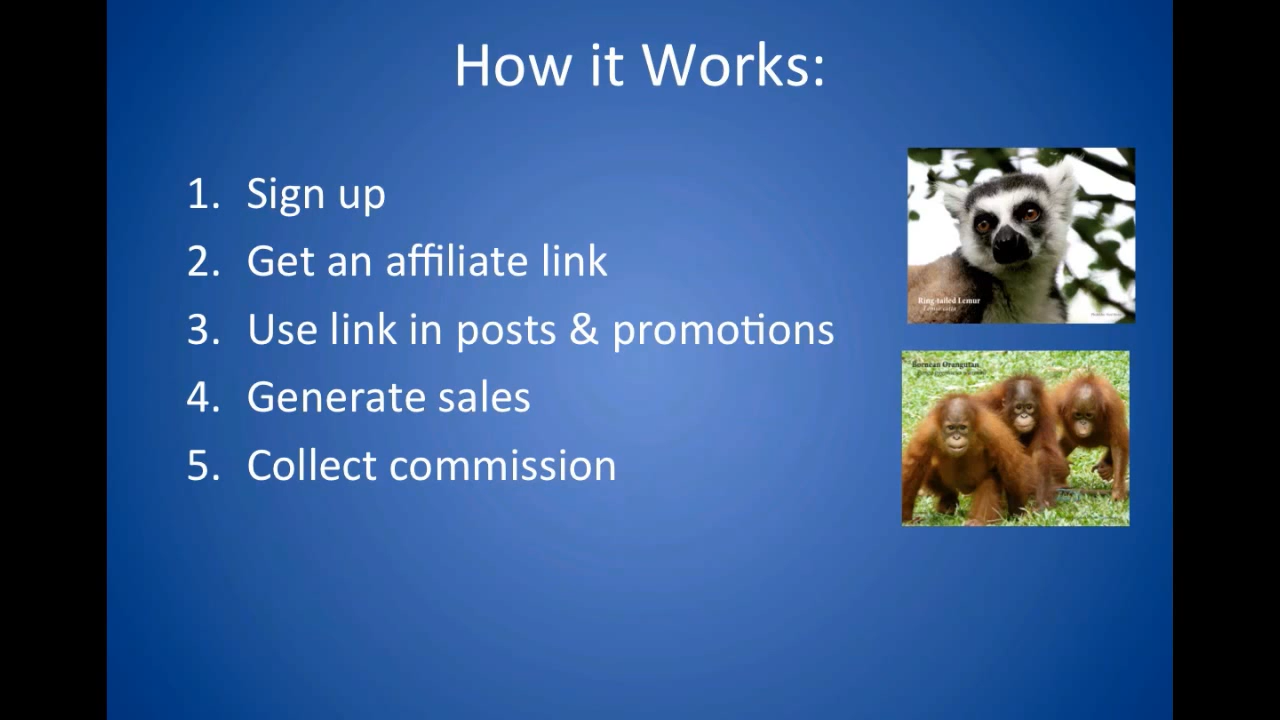 How it Works:
1. Sign up
2. Get an affiliate link
3. Use link in posts & promotions
4. Generate sales
5. Collect commission
Ring-tailed Lemur
Bornean Orangutan